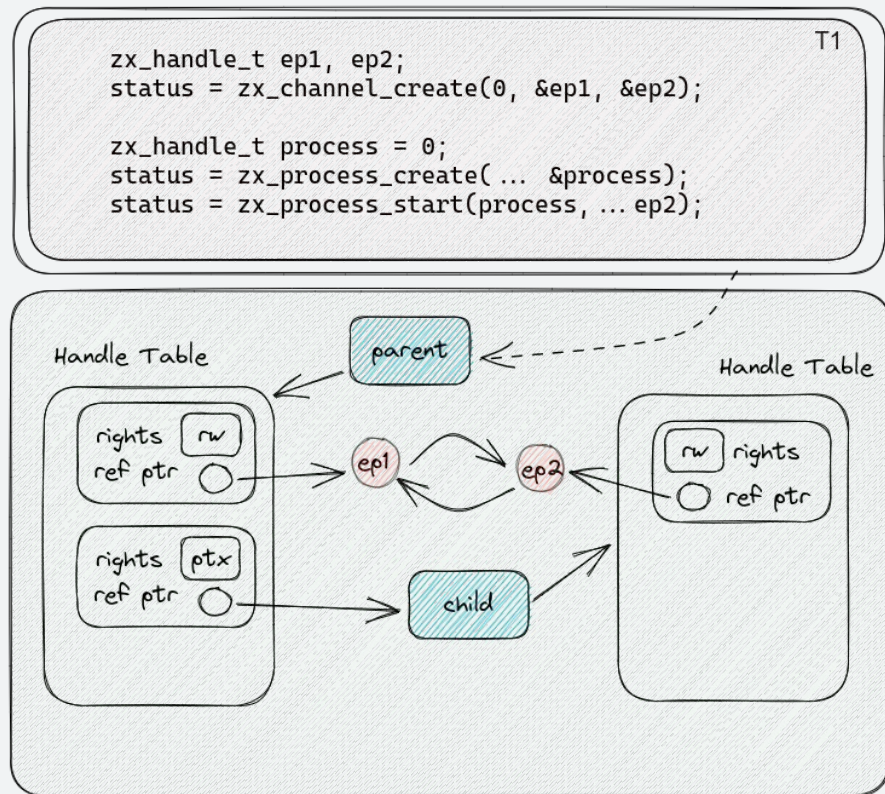 T1
zx_handle_t ep1, ep2;
status = zx_channel_create(0, &ep1, &ep2);
zx_handle_t process = 0;
status = zx_process_create( ... &process);
status = zx_process_start(process, ... ep2);
parent
Handle Table
Handle Table
rights rw
ref ptr
ep1
ep2
rw rights
ref ptr
rights ptx
ref ptr
child